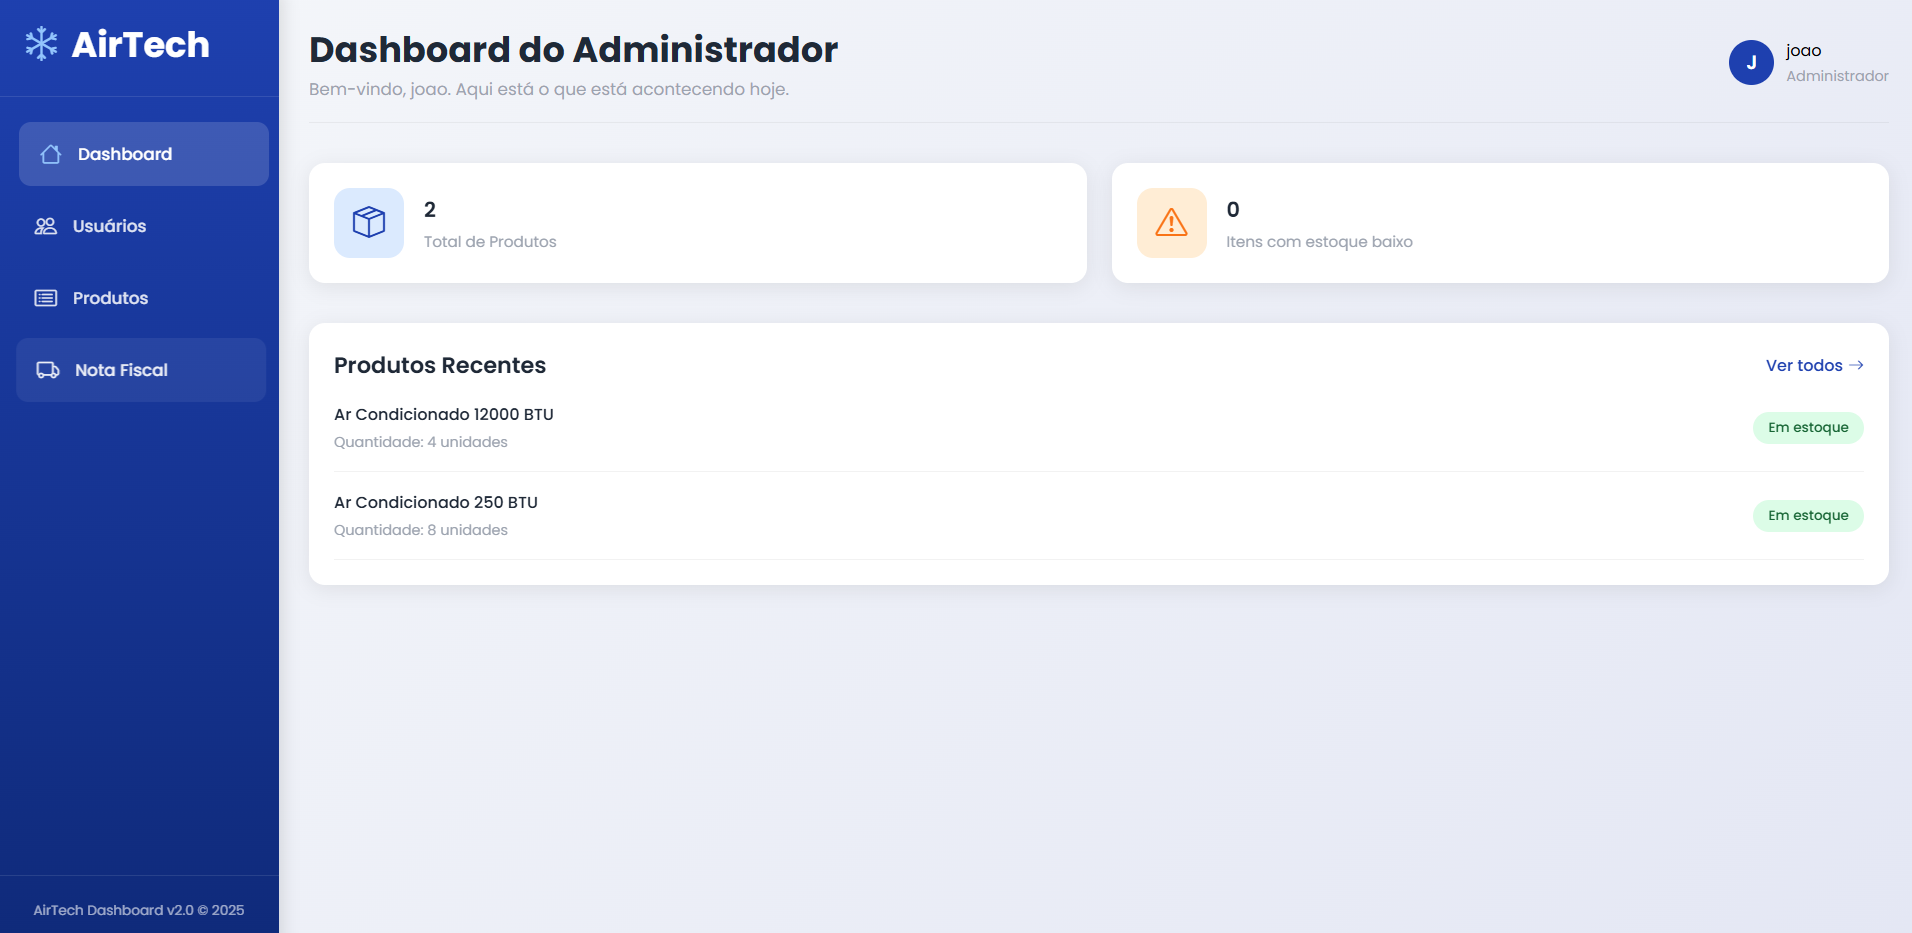 AirTech
Dashboard
Usuários
Produtos
Nota Fiscal
AirTech Dashboard v2.0 © 2025
Dashboard do Administrador
Bem-vindo, joao. Aqui está o que está acontecendo hoje.
J
joao
Administrador
2
Total de Produtos
0
Itens com estoque baixo
Produtos Recentes
Ver todos →
Ar Condicionado 12000 BTU
Quantidade: 4 unidades
Em estoque
Ar Condicionado 250 BTU
Quantidade: 8 unidades
Em estoque